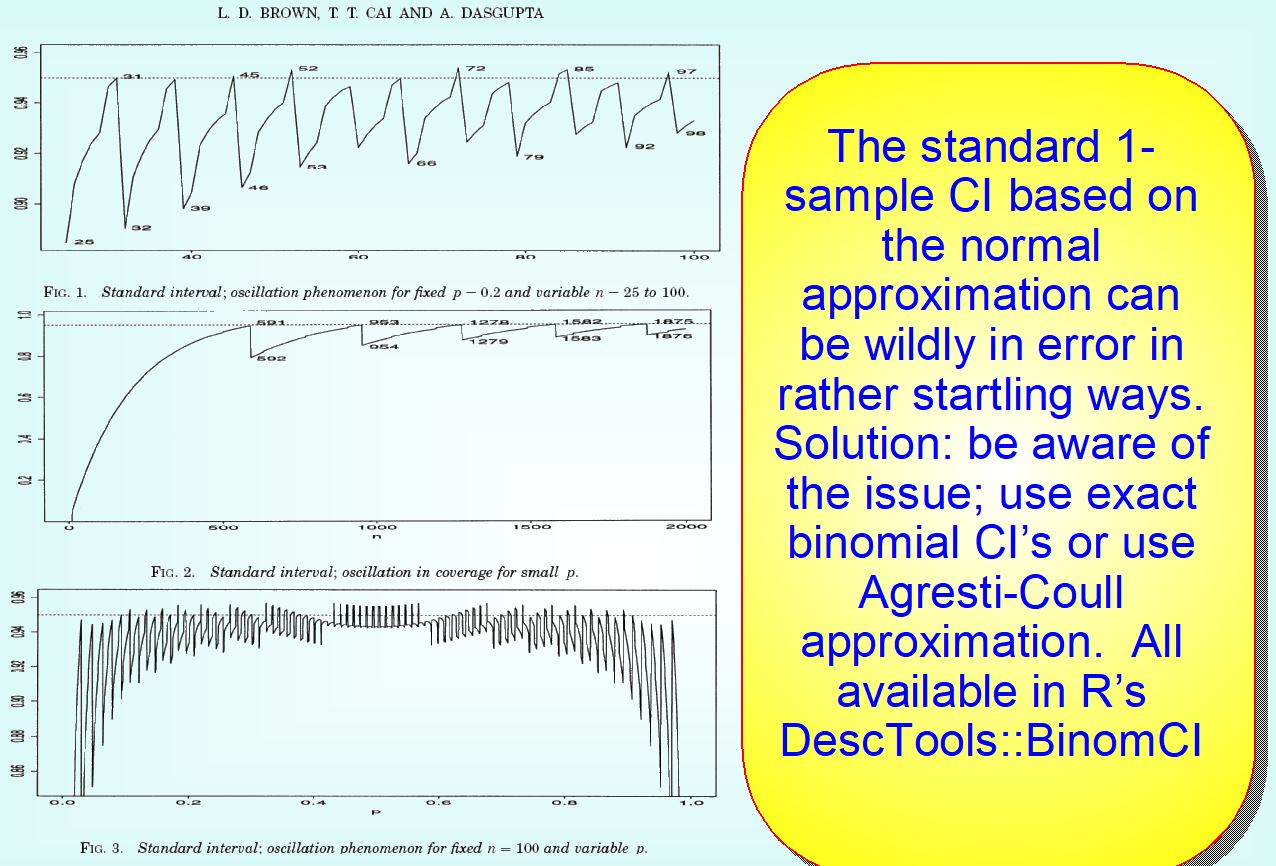 L. D. BROWN, T. T. CAI AND A. DASGUPTA
0.96
0.94
0.92
0.90
31
45
52
72
85
97
25
32
39
46
53
66
79
92
98
40
60
80
100
FIG. 1. Standard interval; oscillation phenomenon for fixed p = 0.2 and variable n = 25 to 100.
1.0
0.8
0.6
0.4
0.2
591
953
1278
1582
1875
592
954
1279
1583
1876
0
500
1000
1500
2000
n
FIG. 2. Standard interval; oscillation in coverage for small p.
0.96
0.94
0.92
0.90
0.88
0.86
0.0
0.2
0.4
0.6
0.8
1.0
p
FIG. 3. Standard interval; oscillation phenomenon for fixed n = 100 and variable p.
The standard 1-
sample CI based on
the normal
approximation can
be wildly in error in
rather startling ways.
Solution: be aware of
the issue; use exact
binomial CI’s or use
Agresti-Coull
approximation. All
available in R’s
DescTools::BinomCI